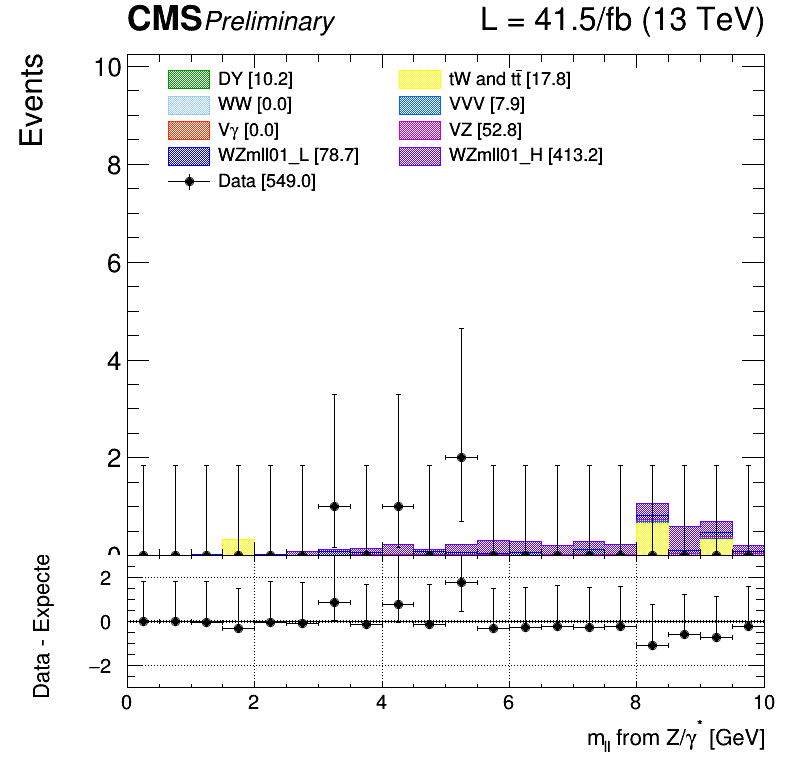 CMS Preliminary L = 41.5/fb (13 TeV)
Events
10
8
6
4
2
0
DY [10.2]
tW and tt̄ [17.8]
WW [0.0]
VVV [7.9]
Vγ [0.0]
VZ [52.8]
WZmll01_L [78.7]
WZmll01_H [413.2]
Data [549.0]
Data - Expecte
2
0
−2
0 2 4 6 8 10
m_ll from Z/γ* [GeV]